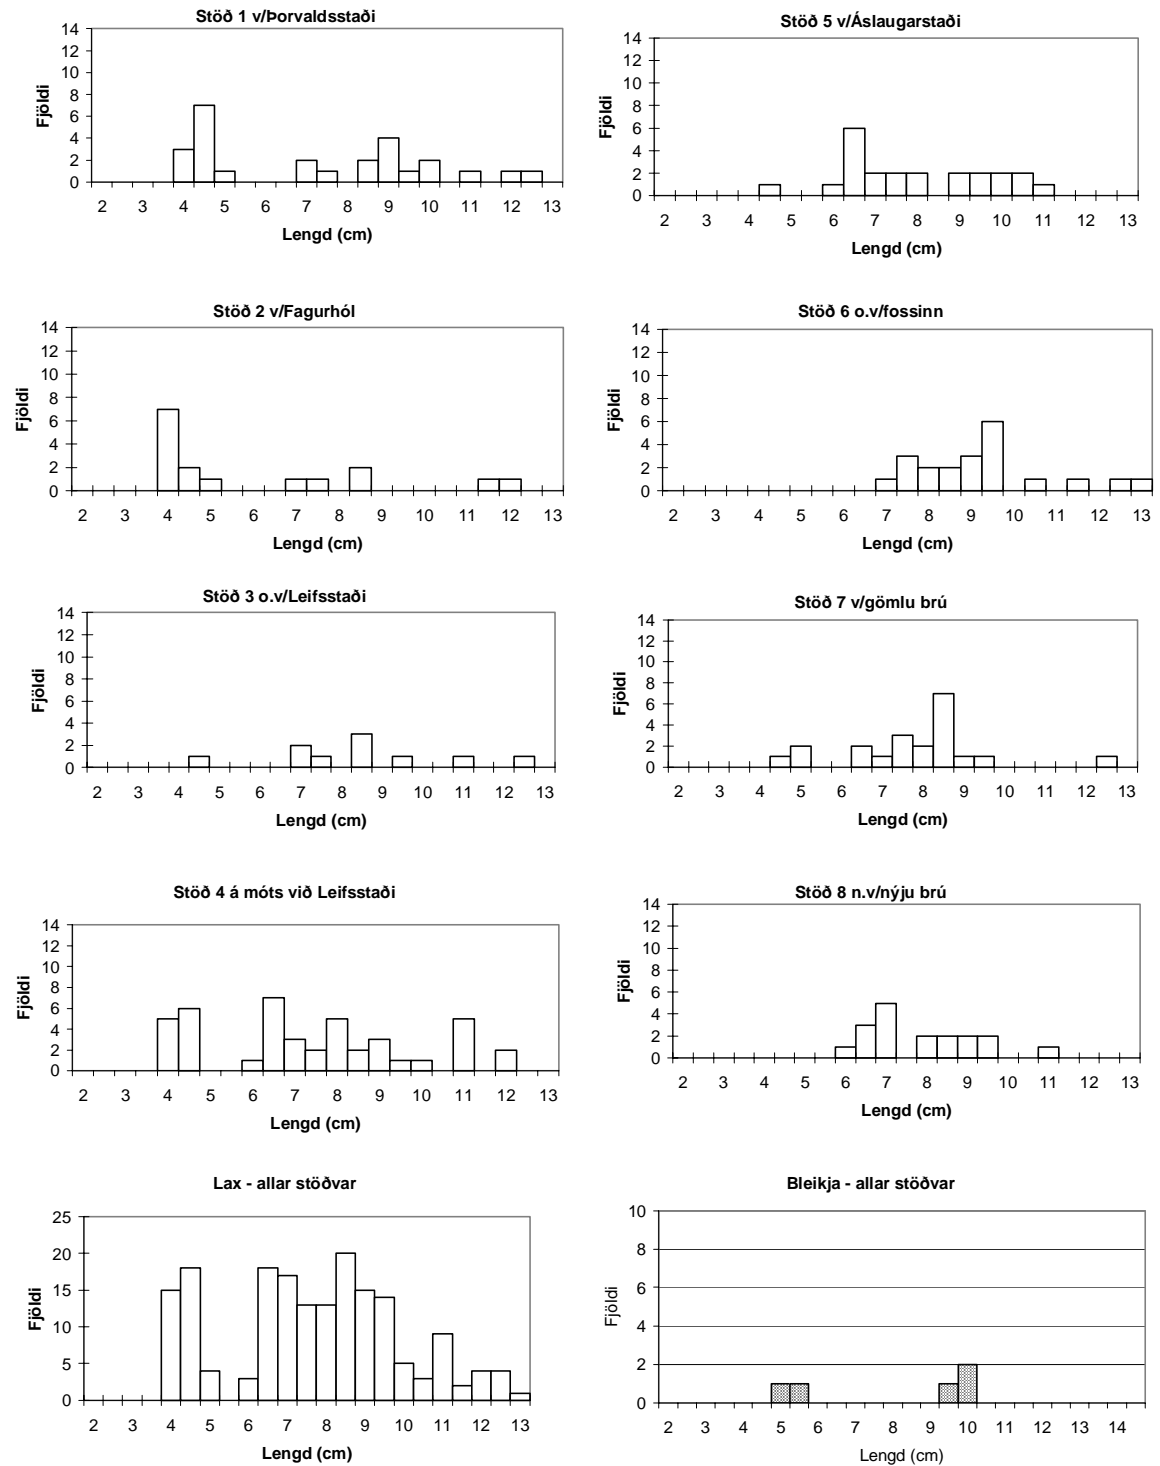 Stöð 1 v/Þorvaldsstaði
14
12
10
8
6
4
2
0
Fjöldi
2 3 4 5 6 7 8 9 10 11 12 13
Lengd (cm)
Stöð 5 v/Áslaugarstaði
14
12
10
8
6
4
2
0
Fjöldi
2 3 4 5 6 7 8 9 10 11 12 13
Lengd (cm)
Stöð 2 v/Fagurhól
14
12
10
8
6
4
2
0
Fjöldi
2 3 4 5 6 7 8 9 10 11 12 13
Lengd (cm)
Stöð 6 o.v/fossinn
14
12
10
8
6
4
2
0
Fjöldi
2 3 4 5 6 7 8 9 10 11 12 13
Lengd (cm)
Stöð 3 o.v/Leifsstaði
14
12
10
8
6
4
2
0
Fjöldi
2 3 4 5 6 7 8 9 10 11 12 13
Lengd (cm)
Stöð 7 v/gömlu brú
14
12
10
8
6
4
2
0
Fjöldi
2 3 4 5 6 7 8 9 10 11 12 13
Lengd (cm)
Stöð 4 á móts við Leifsstaði
14
12
10
8
6
4
2
0
Fjöldi
2 3 4 5 6 7 8 9 10 11 12 13
Lengd (cm)
Stöð 8 n.v/nýju brú
14
12
10
8
6
4
2
0
Fjöldi
2 3 4 5 6 7 8 9 10 11 12 13
Lengd (cm)
Lax - allar stöðvar
25
20
15
10
5
0
Fjöldi
2 3 4 5 6 7 8 9 10 11 12 13
Lengd (cm)
Bleikja - allar stöðvar
10
8
6
4
2
0
Fjöldi
2 3 4 5 6 7 8 9 10 11 12 13 14
Lengd (cm)